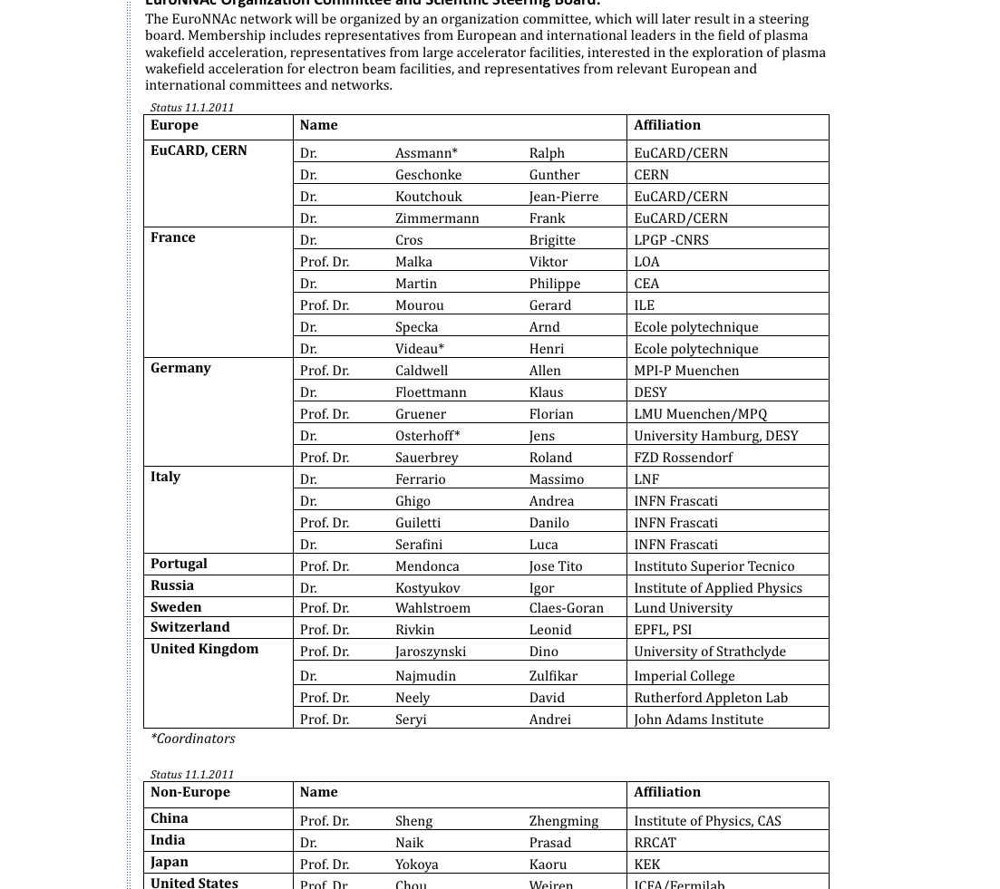 EuroNNAc Organization Committee and Scientific Steering Board:
The EuroNNAc network will be organized by an organization committee, which will later result in a steering
board. Membership includes representatives from European and international leaders in the field of plasma
wakefield acceleration, representatives from large accelerator facilities, interested in the exploration of plasma
wakefield acceleration for electron beam facilities, and representatives from relevant European and
international committees and networks.
Status 11.1.2011
Europe Name Affiliation
EuCARD, CERN Dr. Assmann* Ralph EuCARD/CERN
Dr. Geschonke Gunther CERN
Dr. Koutchouk Jean-Pierre EuCARD/CERN
Dr. Zimmermann Frank EuCARD/CERN
France Dr. Cros Brigitte LPGP -CNRS
Prof. Dr. Malka Viktor LOA
Dr. Martin Philippe CEA
Prof. Dr. Mourou Gerard ILE
Dr. Specka Arnd Ecole polytechnique
Dr. Videau* Henri Ecole polytechnique
Germany Prof. Dr. Caldwell Allen MPI-P Muenchen
Dr. Floettmann Klaus DESY
Prof. Dr. Gruener Florian LMU Muenchen/MPQ
Dr. Osterhoff* Jens University Hamburg, DESY
Prof. Dr. Sauerbrey Roland FZD Rossendorf
Italy Dr. Ferrario Massimo LNF
Dr. Ghigo Andrea INFN Frascati
Prof. Dr. Guiletti Danilo INFN Frascati
Dr. Serafini Luca INFN Frascati
Portugal Prof. Dr. Mendonca Jose Tito Instituto Superior Tecnico
Russia Dr. Kostyukov Igor Institute of Applied Physics
Sweden Prof. Dr. Wahlstroem Claes-Goran Lund University
Switzerland Prof. Dr. Rivkin Leonid EPFL, PSI
United Kingdom Prof. Dr. Jaroszynski Dino University of Strathclyde
Dr. Najmudin Zulfikar Imperial College
Prof. Dr. Neely David Rutherford Appleton Lab
Prof. Dr. Seryi Andrei John Adams Institute
*Coordinators
Status 11.1.2011
Non-Europe Name Affiliation
China Prof. Dr. Sheng Zhengming Institute of Physics, CAS
India Dr. Naik Prasad RRCAT
Japan Prof. Dr. Yokoya Kaoru KEK
United States Prof. Dr. Chou Weiren ICFA/Fermilab